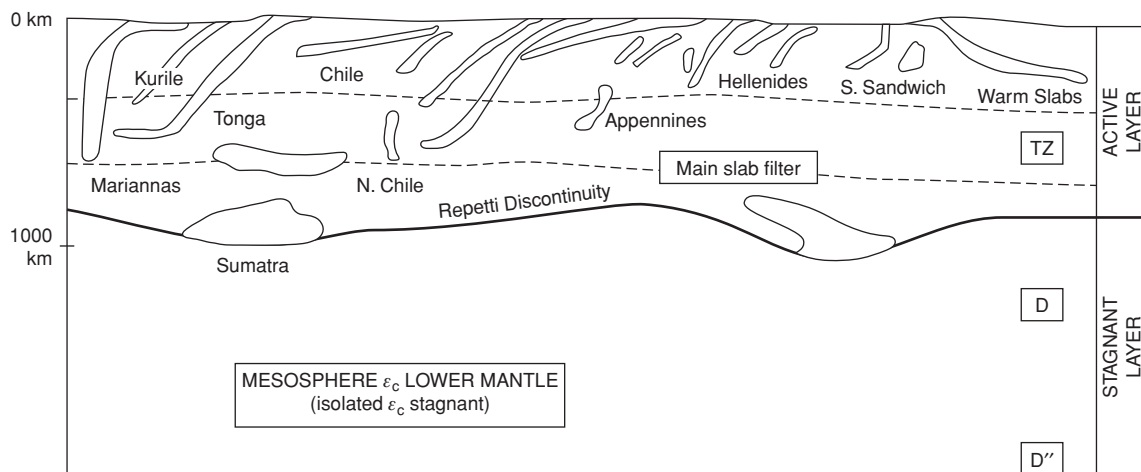 0 km
Kurile
Chile
Hellenides
S. Sandwich
Warm Slabs
Tonga
Appennines
TZ
ACTIVE
LAYER
Mariannas
N. Chile
Main slab filter
Repetti Discontinuity
1000
km
Sumatra
D
STAGNANT
LAYER
MESOSPHERE εc LOWER MANTLE
(isolated εc stagnant)
D′′